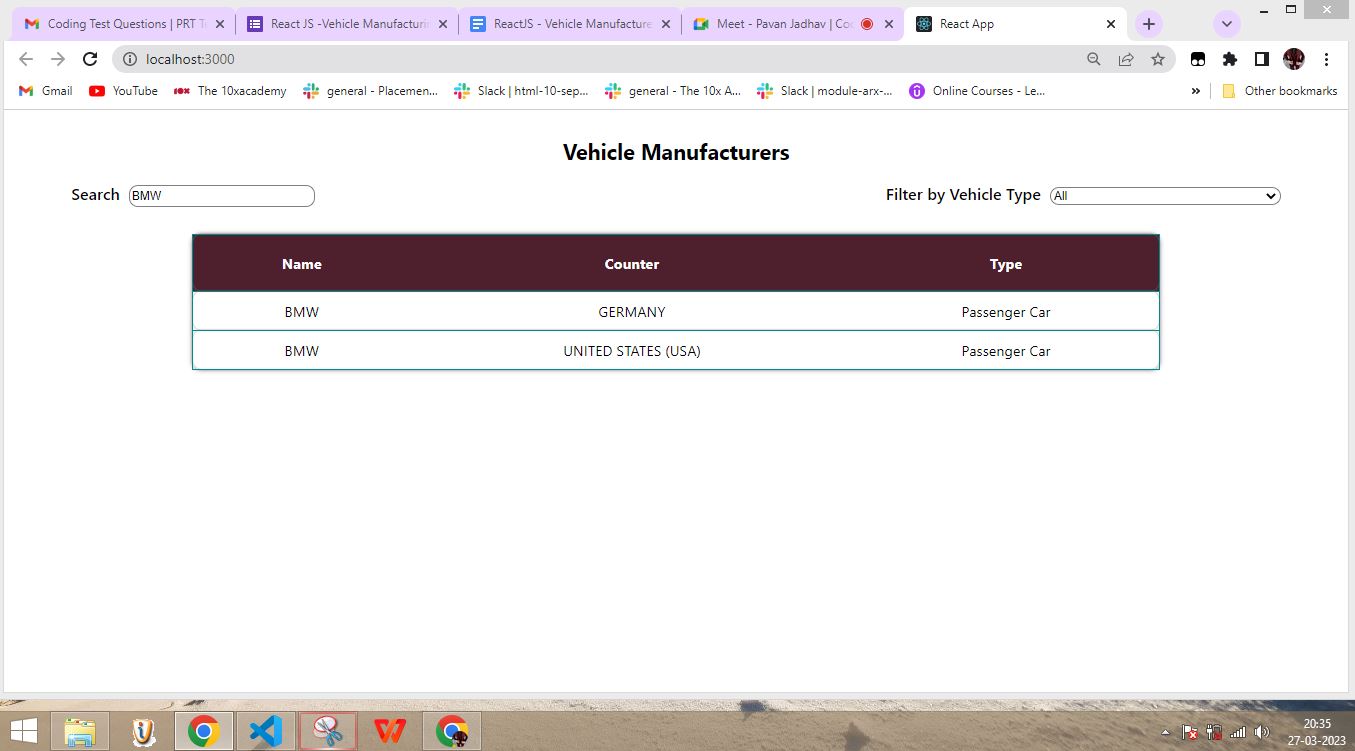 Coding Test Questions | PRT T
React JS -Vehicle Manufacturin
ReactJS - Vehicle Manufacture
Meet - Pavan Jadhav | Co
React App
localhost:3000
Gmail
YouTube
The 10xacademy
general - Placemen...
Slack | html-10-sep...
general - The 10x A...
Slack | module-arx-...
Online Courses - Le...
»
Other bookmarks
Vehicle Manufacturers
Search BMW
Filter by Vehicle Type All
Name Counter Type
BMW GERMANY Passenger Car
BMW UNITED STATES (USA) Passenger Car
20:35
27-03-2023